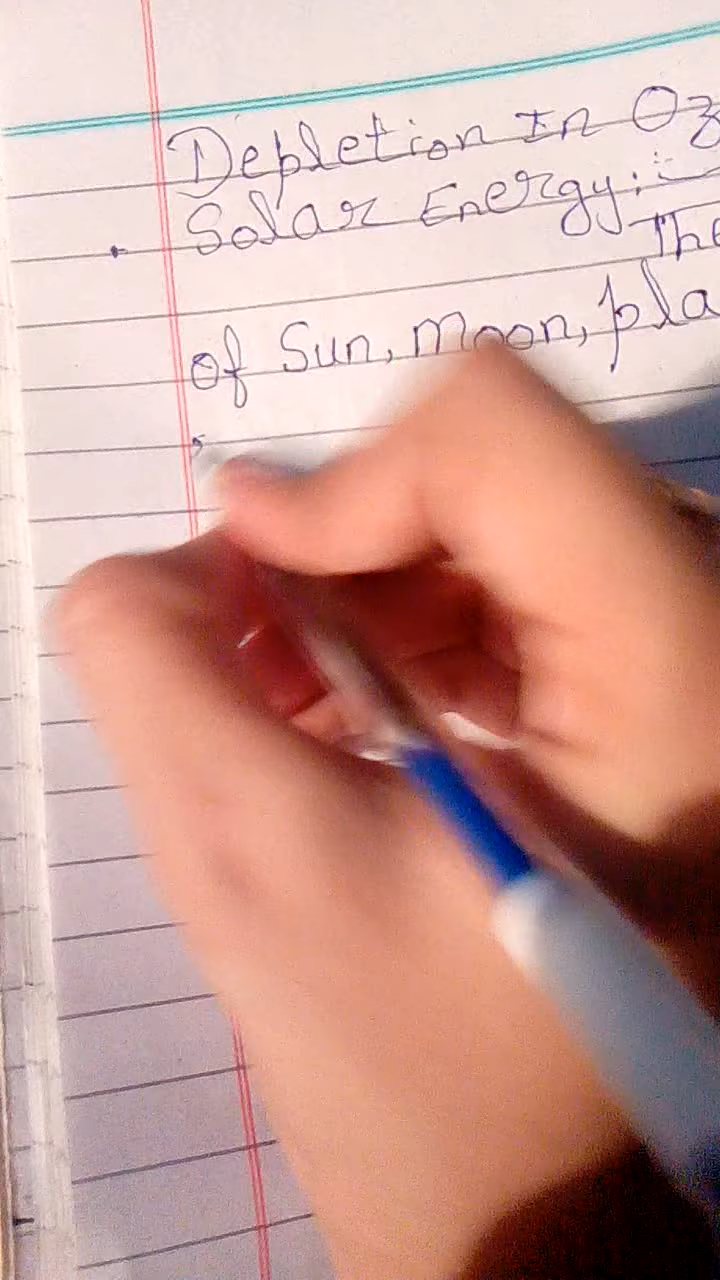 Depletion In Oz
Solar Energy:-
The
of Sun, Moon, pla